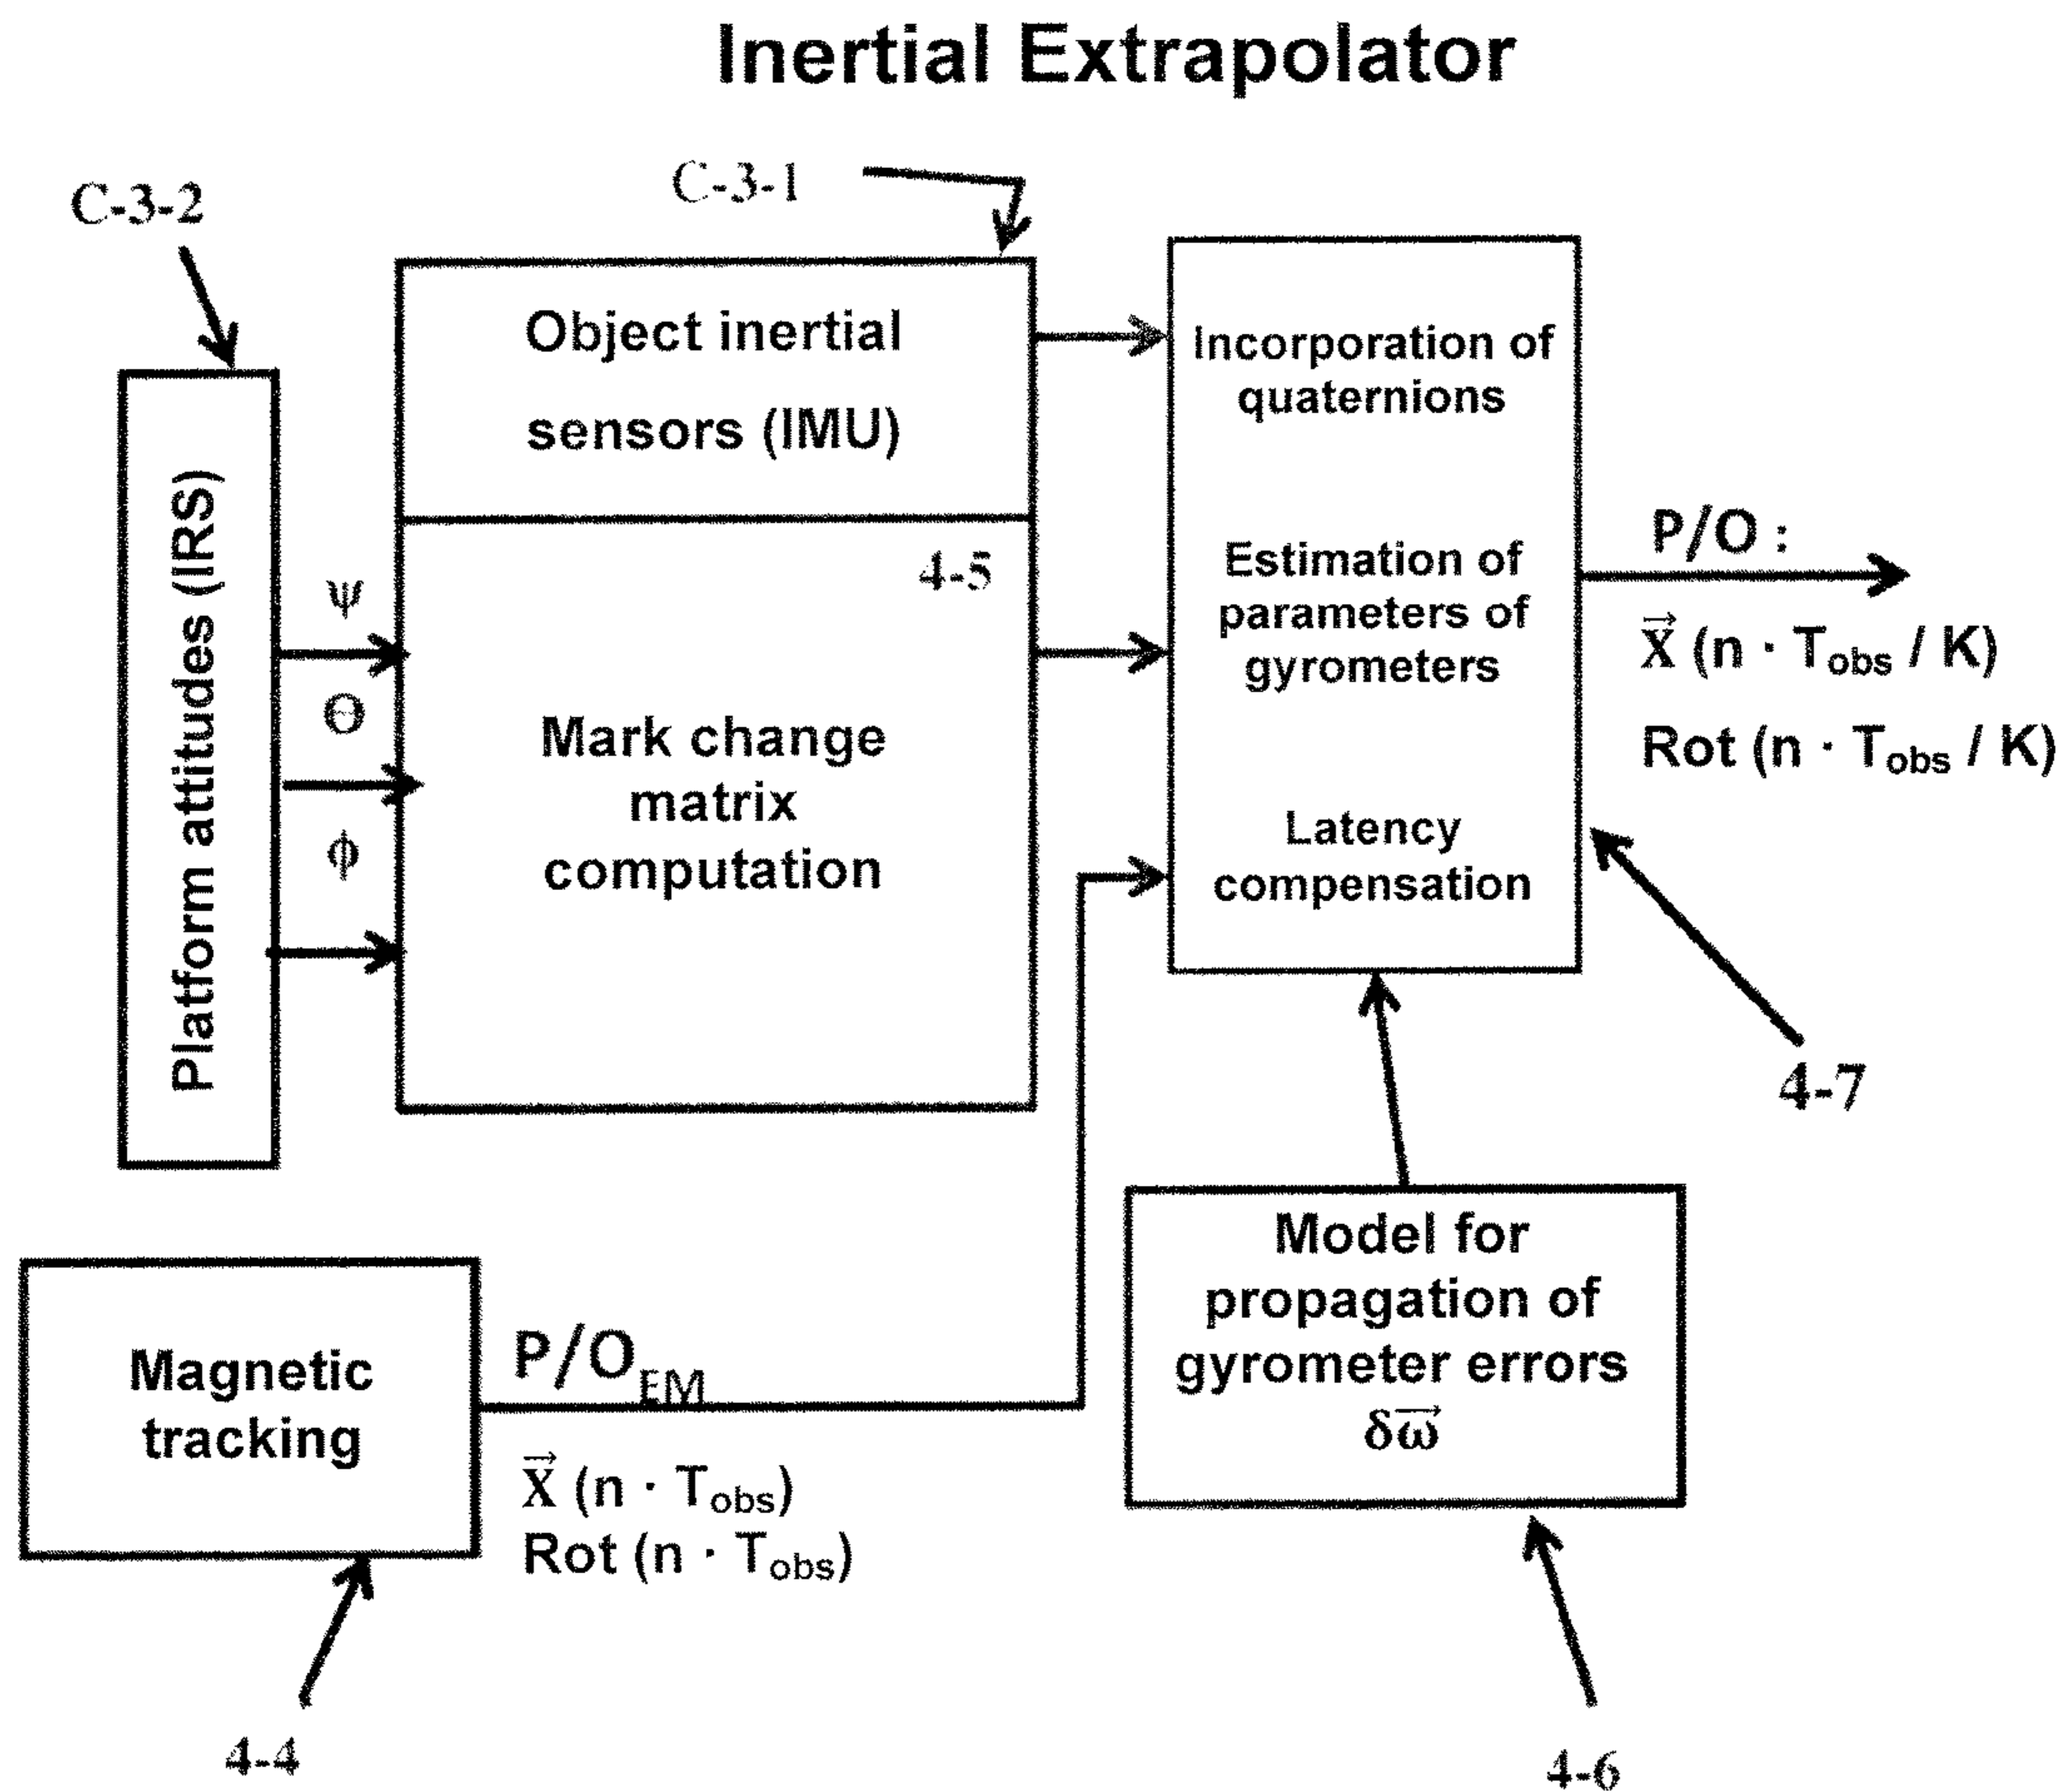 Inertial Extrapolator
C-3-2
C-3-1
Object inertial
sensors (IMU)
Platform attitudes (IRS)
ψ
Θ
ϕ
4-5
Mark change
matrix
computation
Incorporation of
quaternions
Estimation of
parameters of
gyrometers
Latency
compensation
P/O :
X⃗ (n · Tobs / K)
Rot (n · Tobs / K)
4-7
Model for
propagation of
gyrometer errors
δω⃗
Magnetic
tracking
P/OEM
X⃗ (n · Tobs)
Rot (n · Tobs)
4-4
4-6